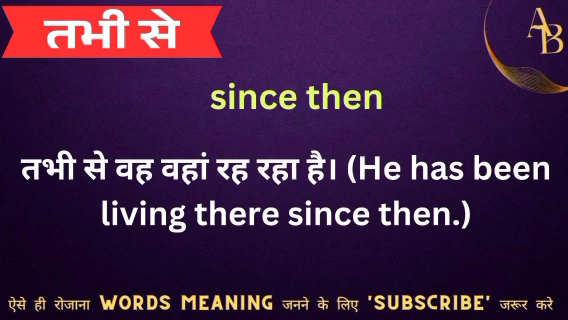 तभी से
AB
since then
तभी से वह वहां रह रहा है। (He has been
living there since then.)
ऐसे ही रोजाना WORDS MEANING जनने के लिए 'SUBSCRIBE' जरूर करे